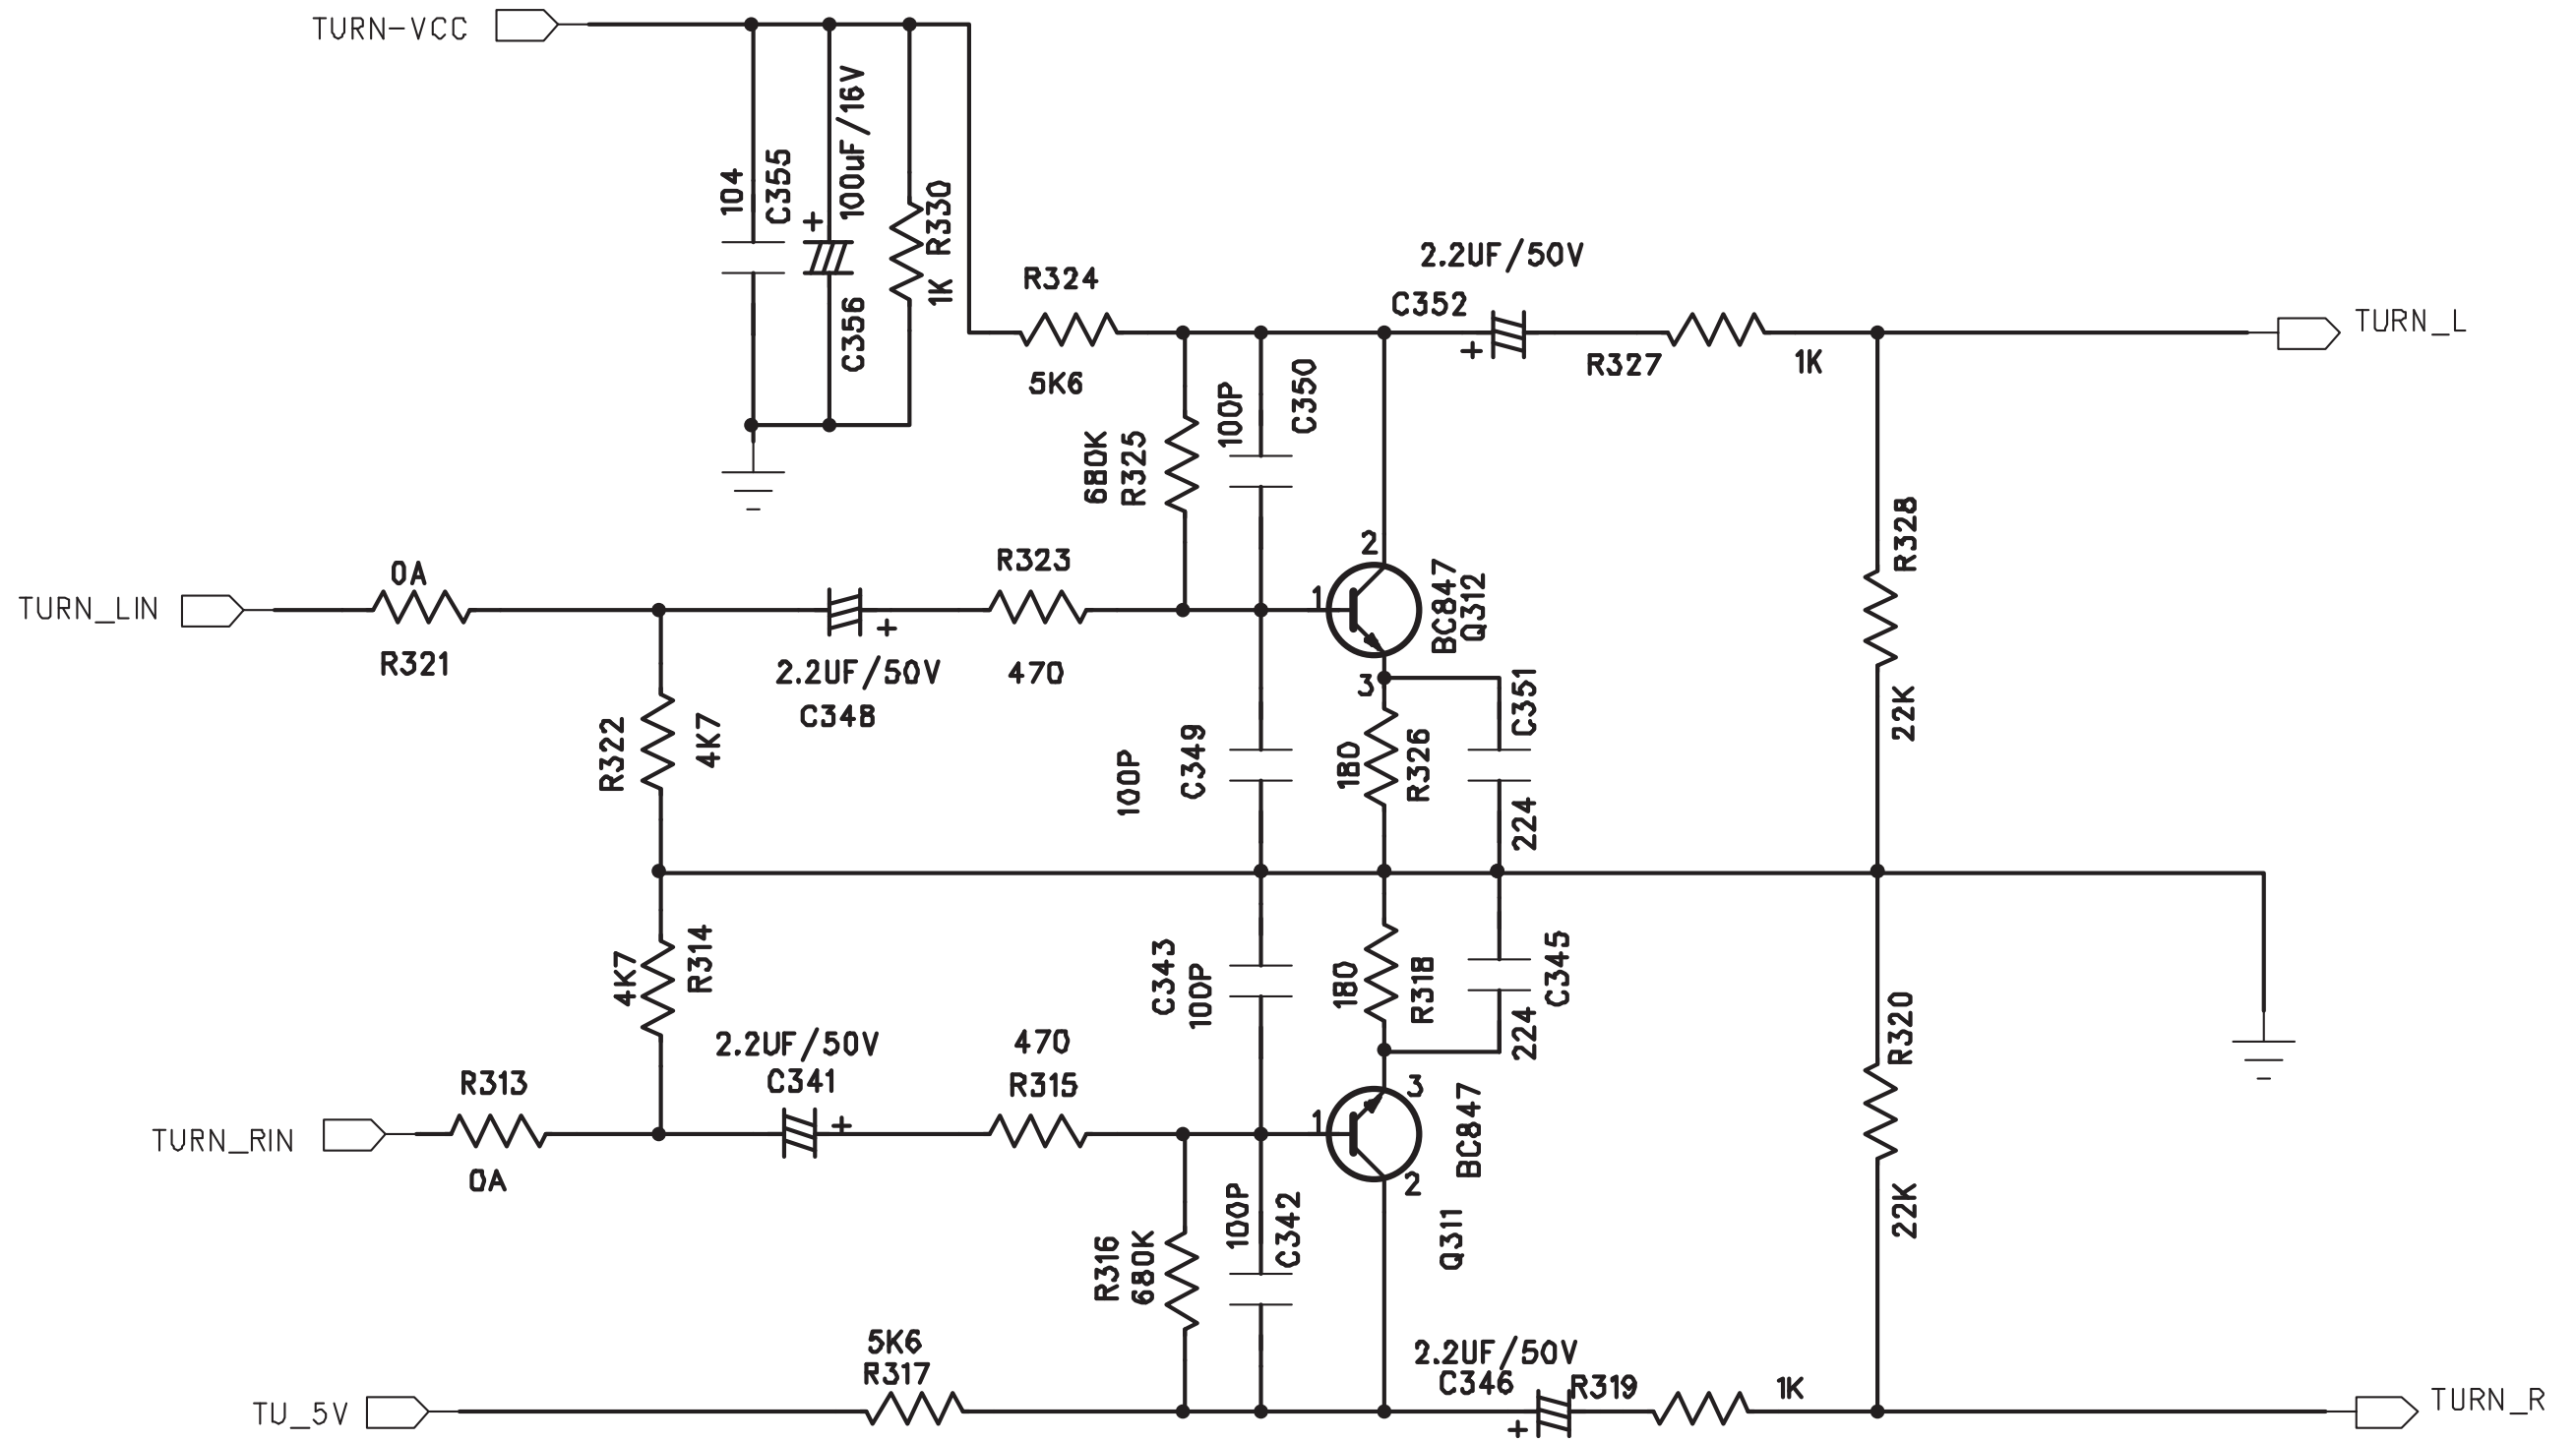 TURN-VCC
104
C355
100uF/16V
+
C356
R330
1K
R324
5K6
2.2UF/50V
C352
+
R327
1K
TURN_L
680K
R325
100P
C350
R328
22K
TURN_LIN
0A
R321
+
2.2UF/50V
C348
R323
470
1
2
3
BC847
Q312
R322
4K7
100P
C349
180
R326
C351
224
4K7
R314
C343
100P
180
R318
C345
224
R320
22K
TURN_RIN
R313
0A
2.2UF/50V
C341
+
470
R315
1
3
2
BC847
Q311
R316
680K
100P
C342
TU_5V
5K6
R317
2.2UF/50V
C346
+
R319
1K
TURN_R